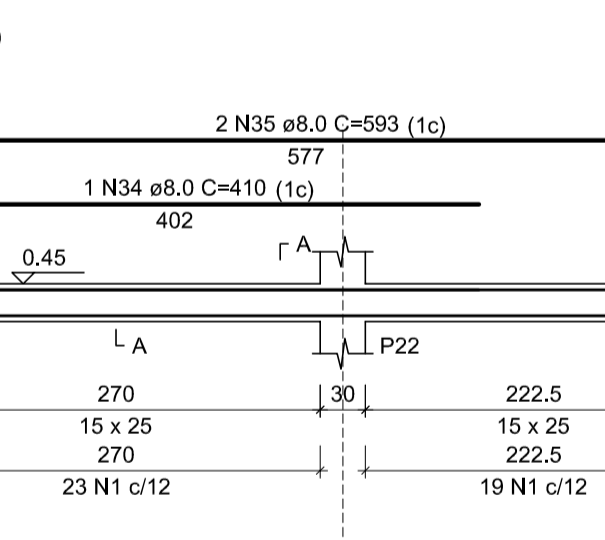 2 N35 ø8.0 C=593 (1c)
577
1 N34 ø8.0 C=410 (1c)
402
A
0.45
A
P22
270
30
222.5
15 x 25
15 x 25
270
222.5
23 N1 c/12
19 N1 c/12